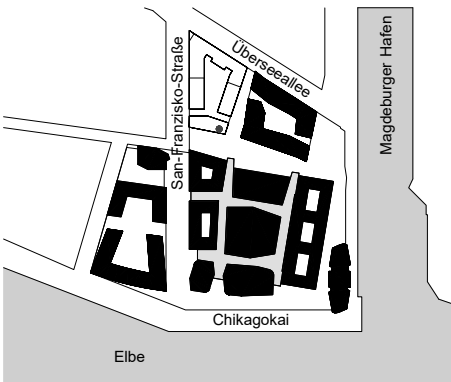 Überseeallee
San-Franzisko-Straße
Magdeburger Hafen
Chikagokai
Elbe